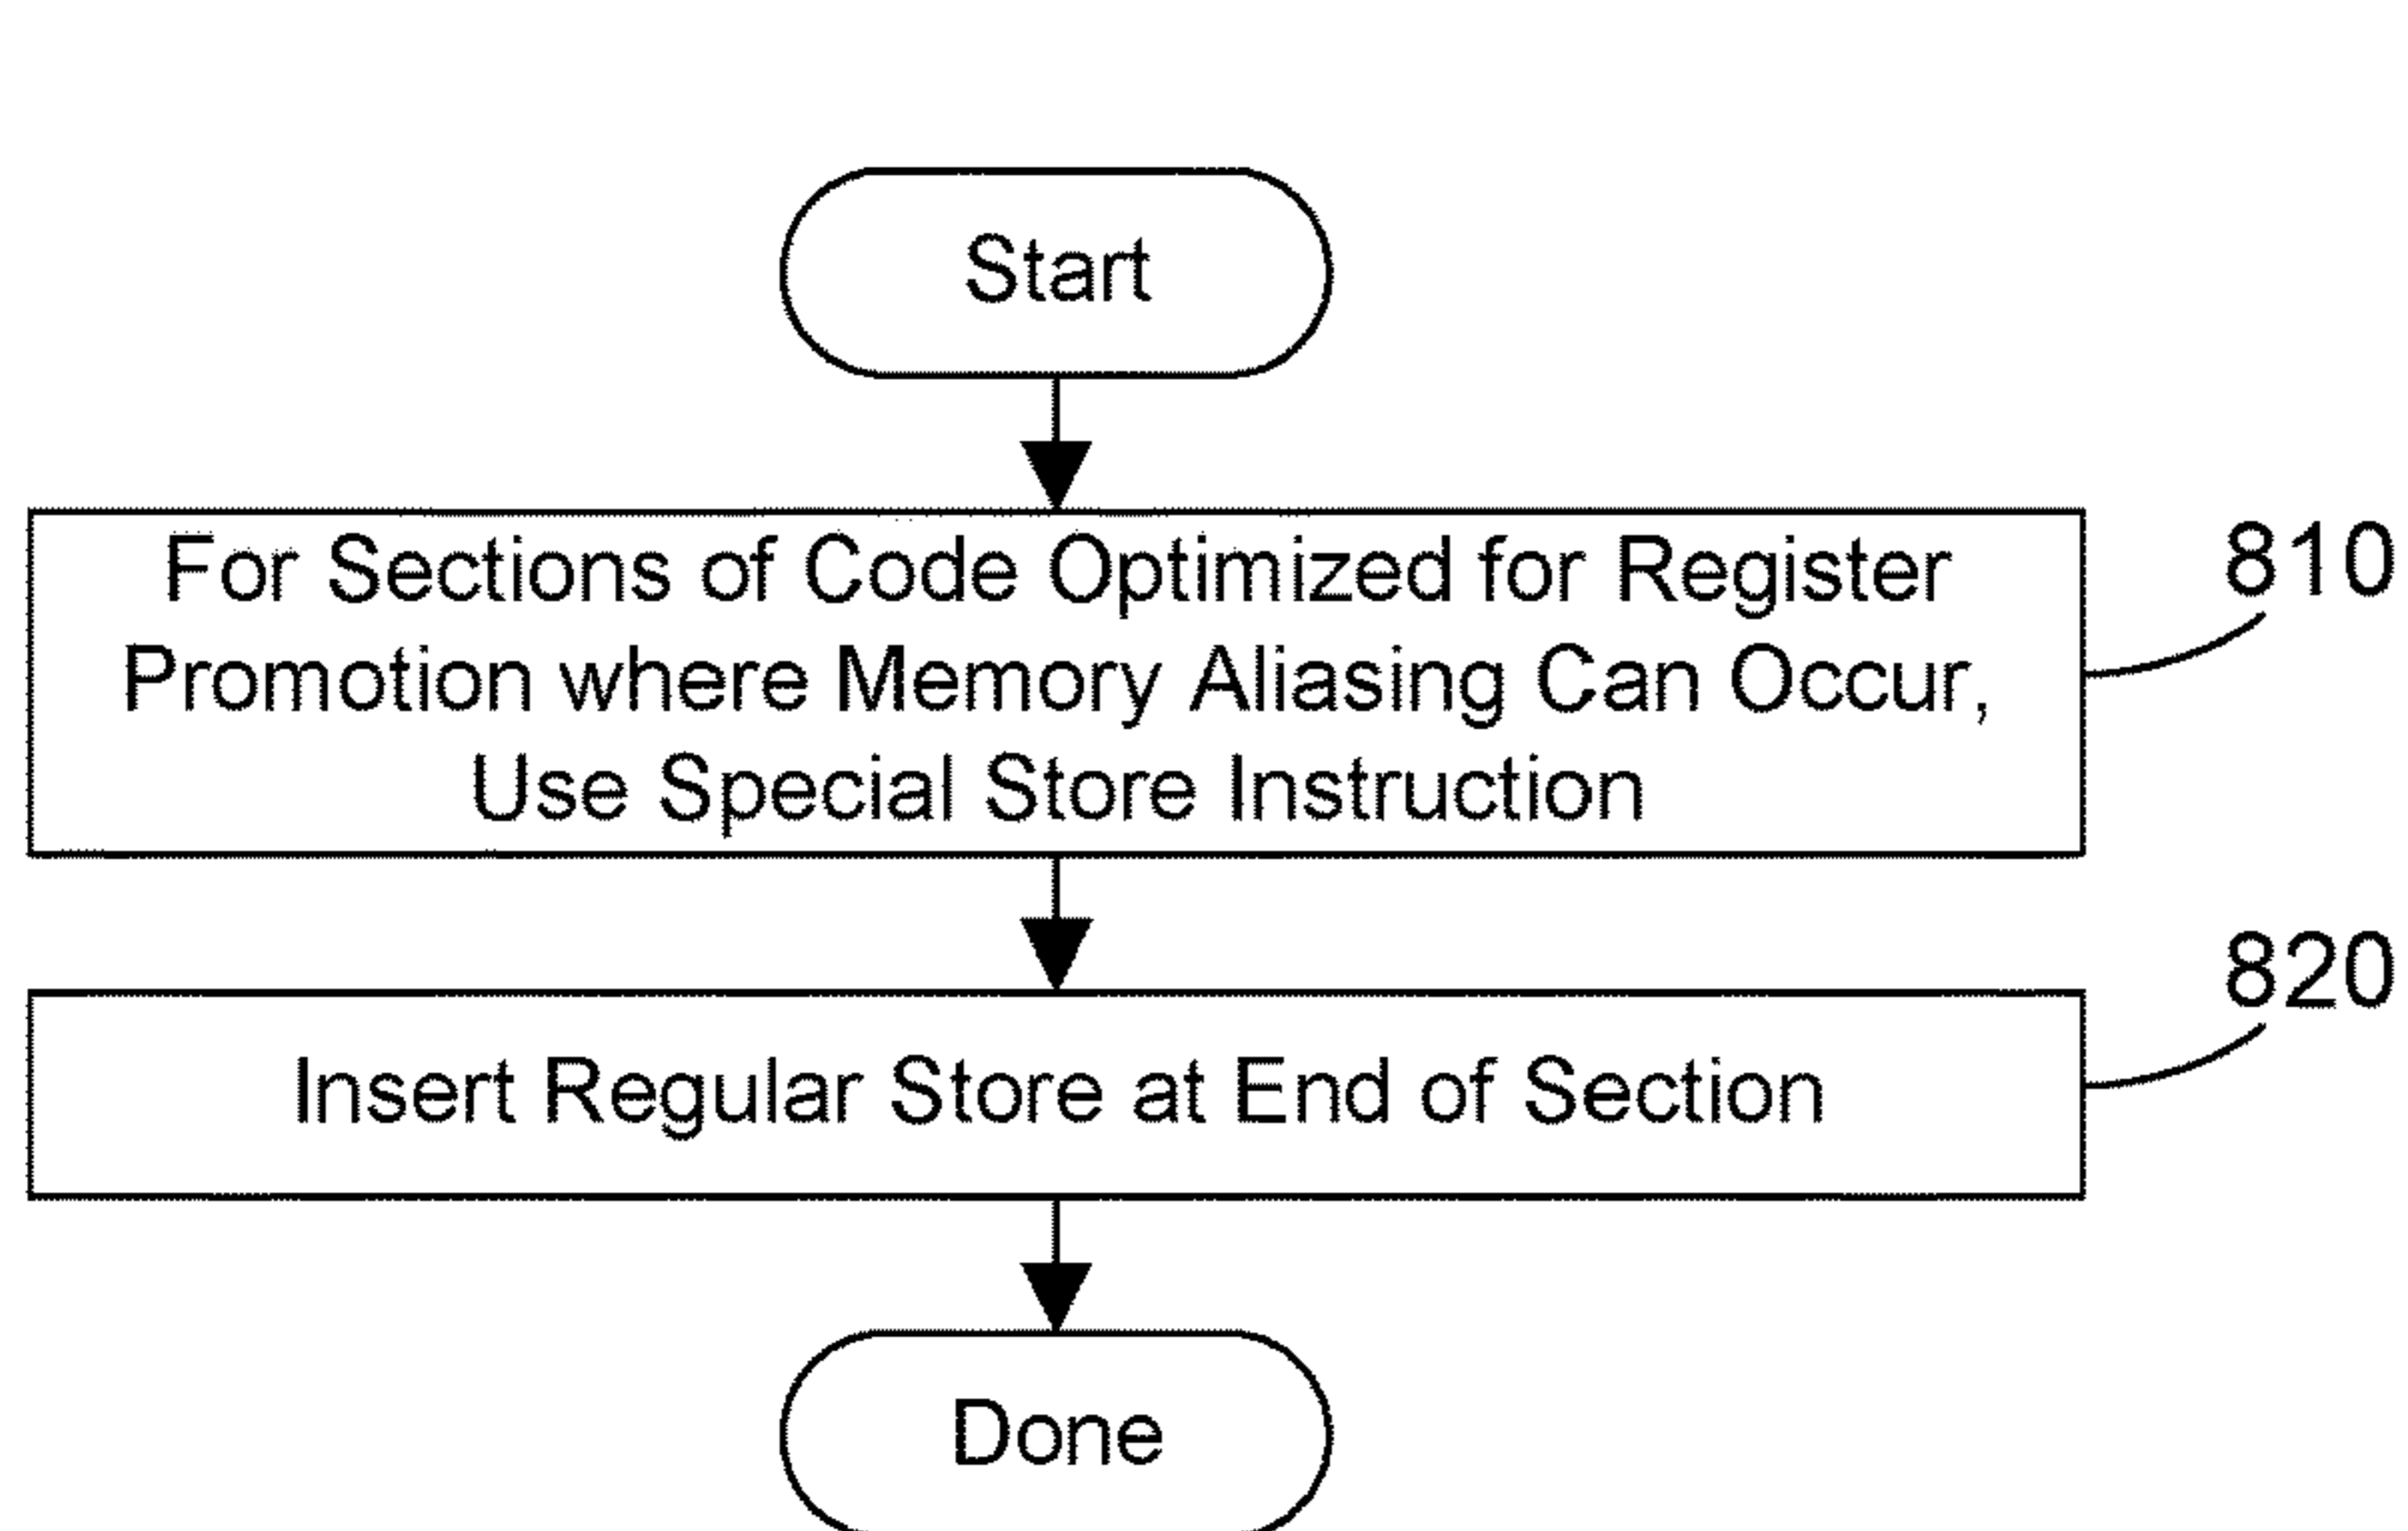 Start
For Sections of Code Optimized for Register
Promotion where Memory Aliasing Can Occur,
Use Special Store Instruction
810
Insert Regular Store at End of Section
820
Done